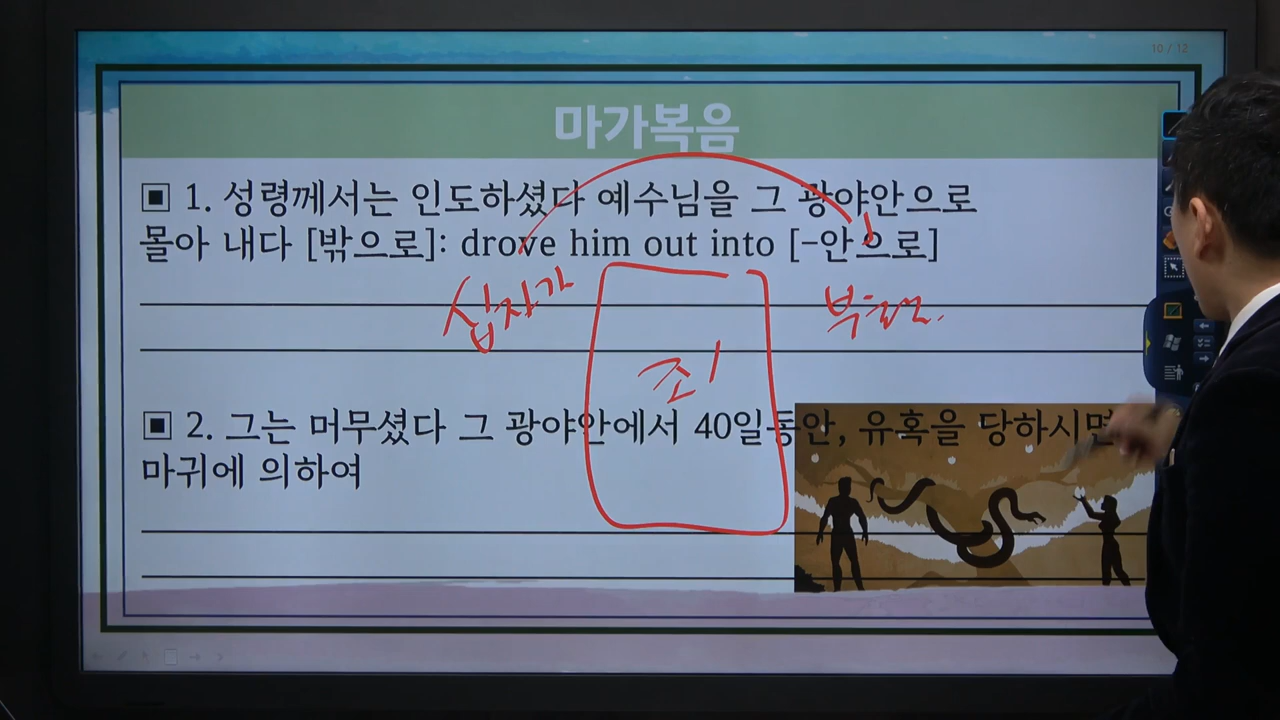 10 / 12
마가복음
▣ 1. 성령께서는 인도하셨다 예수님을 그 광야안으로
몰아 내다 [밖으로]: drove him out into [-안으로]
십자가
부활
죄
▣ 2. 그는 머무셨다 그 광야안에서 40일동안, 유혹을 당하시면
마귀에 의하여